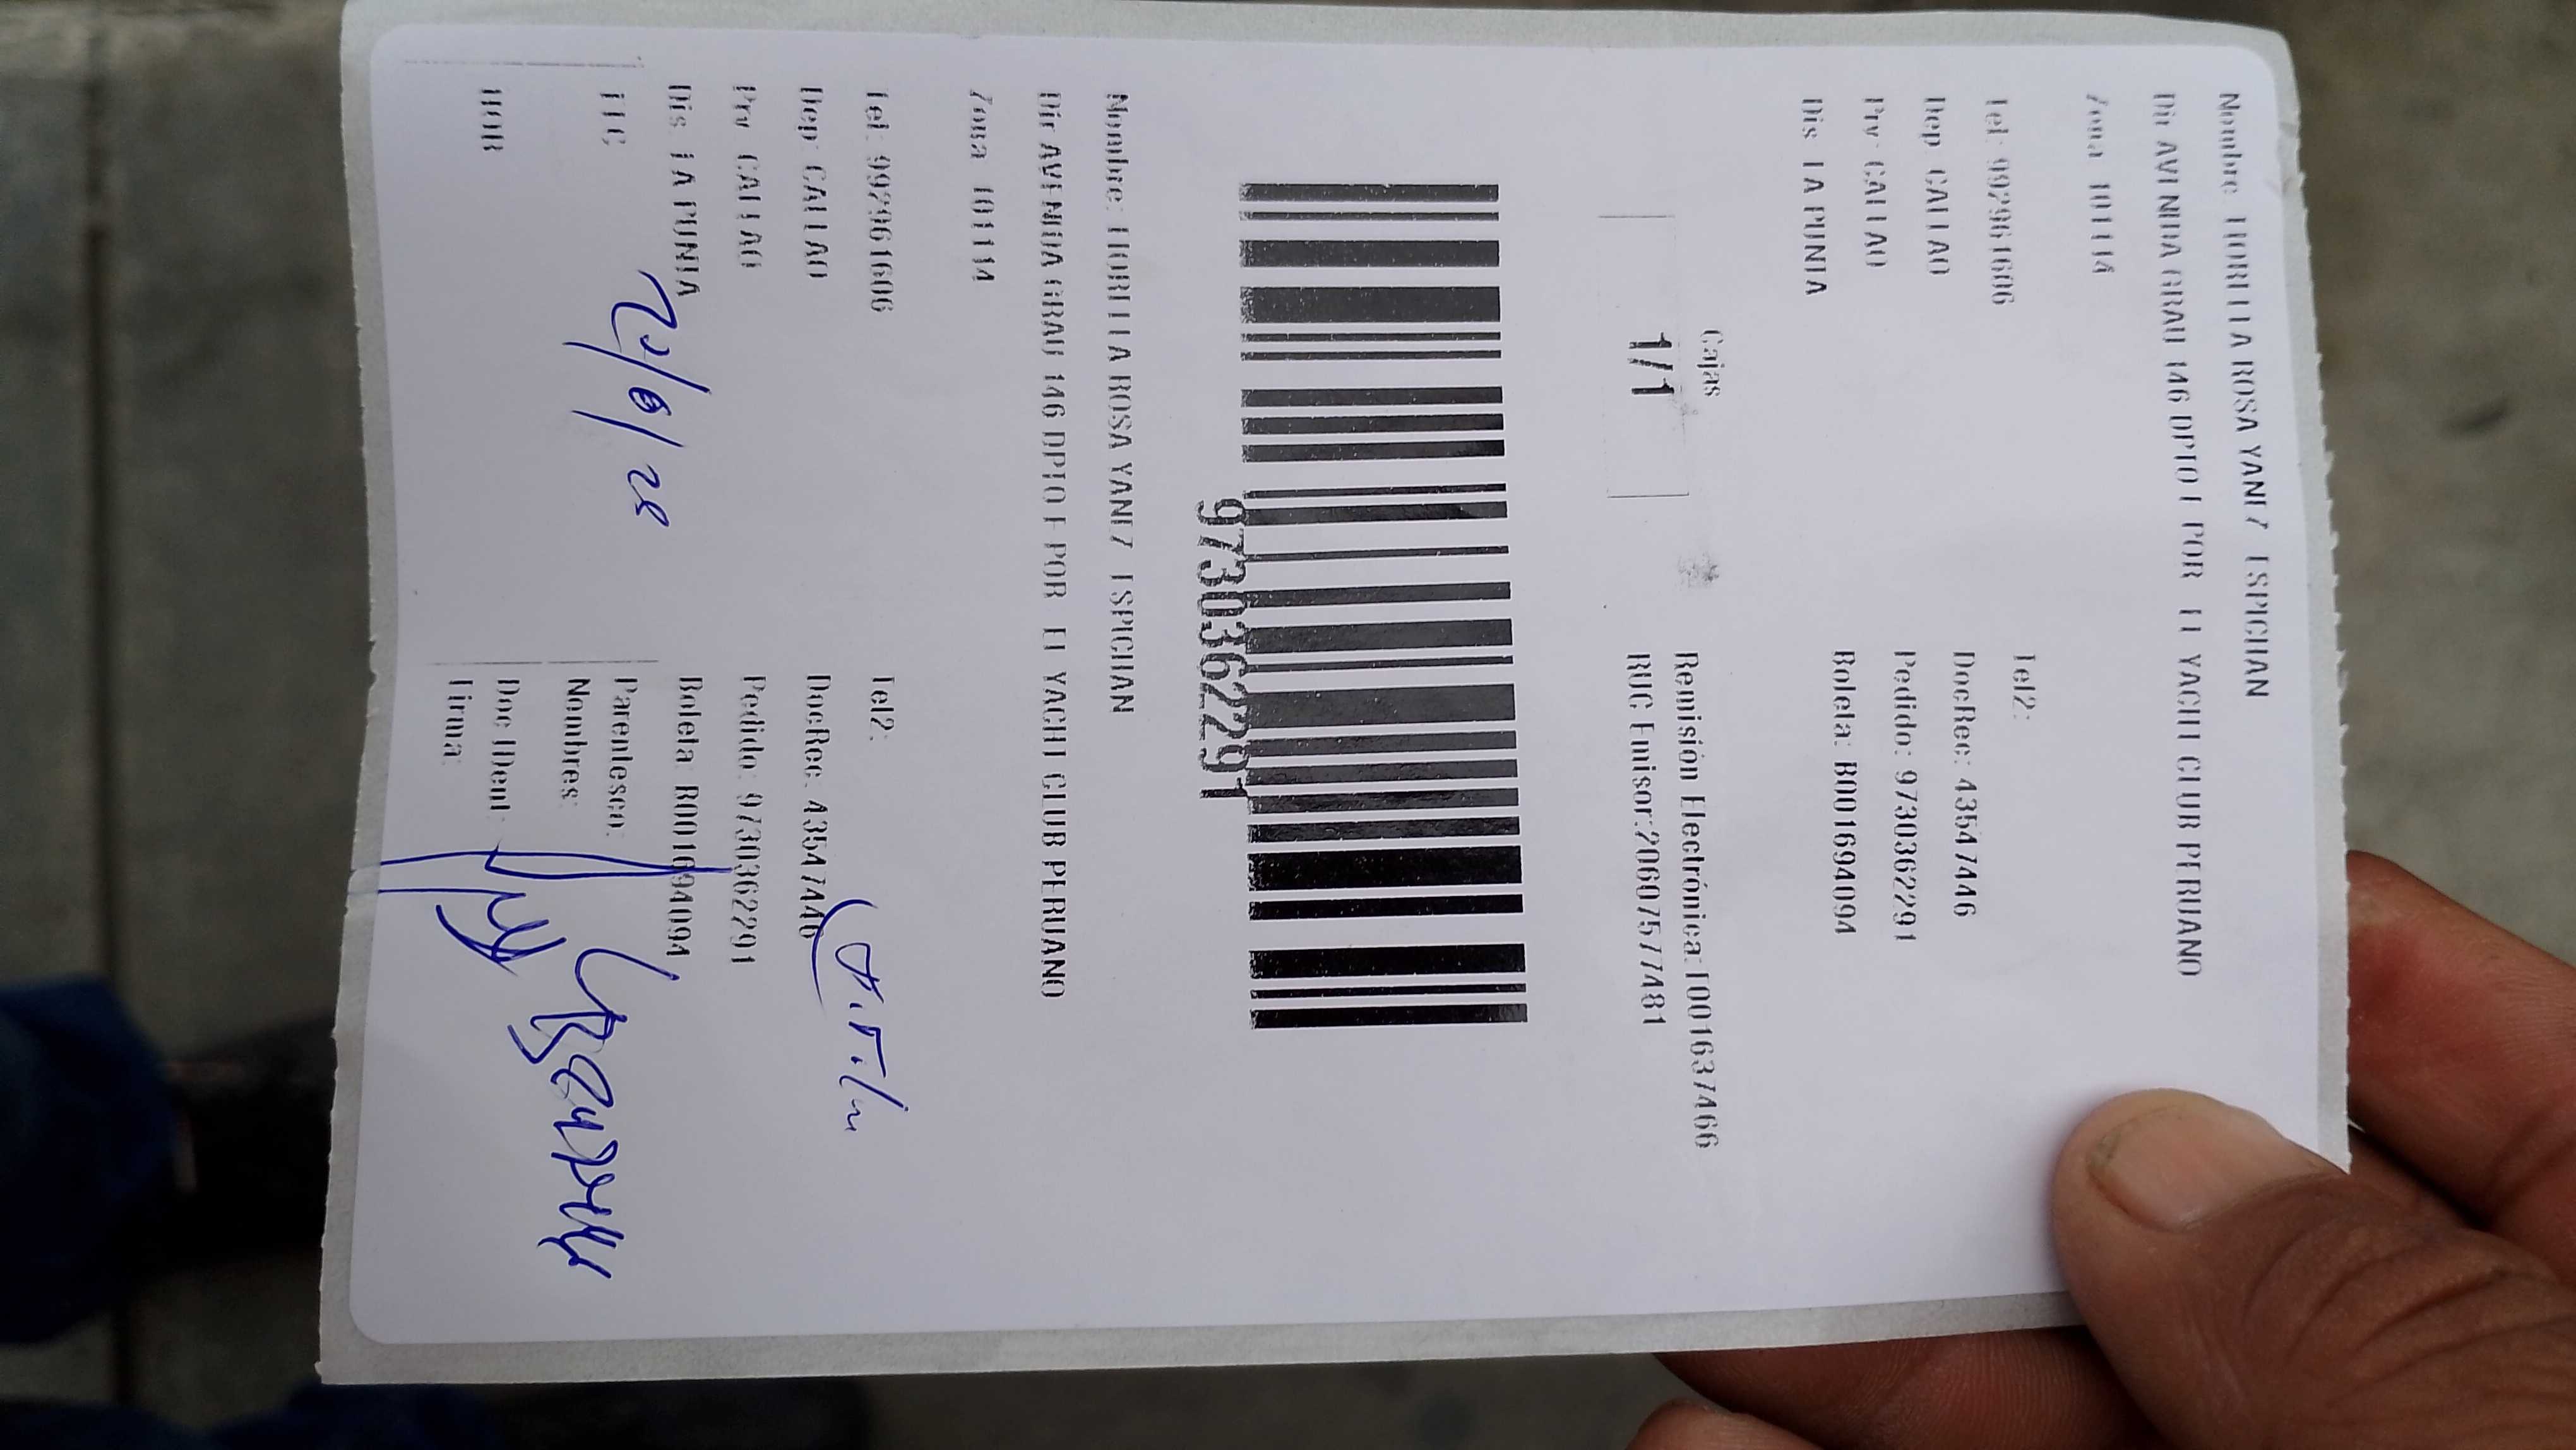 Nombre: FIORELLA ROSA YANEZ ESPICHAN
Dir AVENIDA GRAU 146 DPTO F POR EL YACHT CLUB PERUANO
Zona 101114
Tel: 992961606
Tel2:
Dep: CALLAO
DocRec: 43547446
Prv: CALLAO
Pedido: 9730362291
Dis: LA PUNTA
Boleta: B001694094
Cajas
1/1
Remisión Electrónica:T001637466
RUC Emisor:20607577481
9730362291
Nombre: FIORELLA ROSA YANEZ ESPICHAN
Dir AVENIDA GRAU 146 DPTO F POR EL YACHT CLUB PERUANO
Zona 101114
Tel: 992961606
Tel2:
Dep: CALLAO
DocRec: 43547446
Prv: CALLAO
Pedido: 9730362291
Dis: LA PUNTA
Boleta: B001694094
Parentesco:
FEC
Nombres:
Doc IDent:
HOR
Firma: